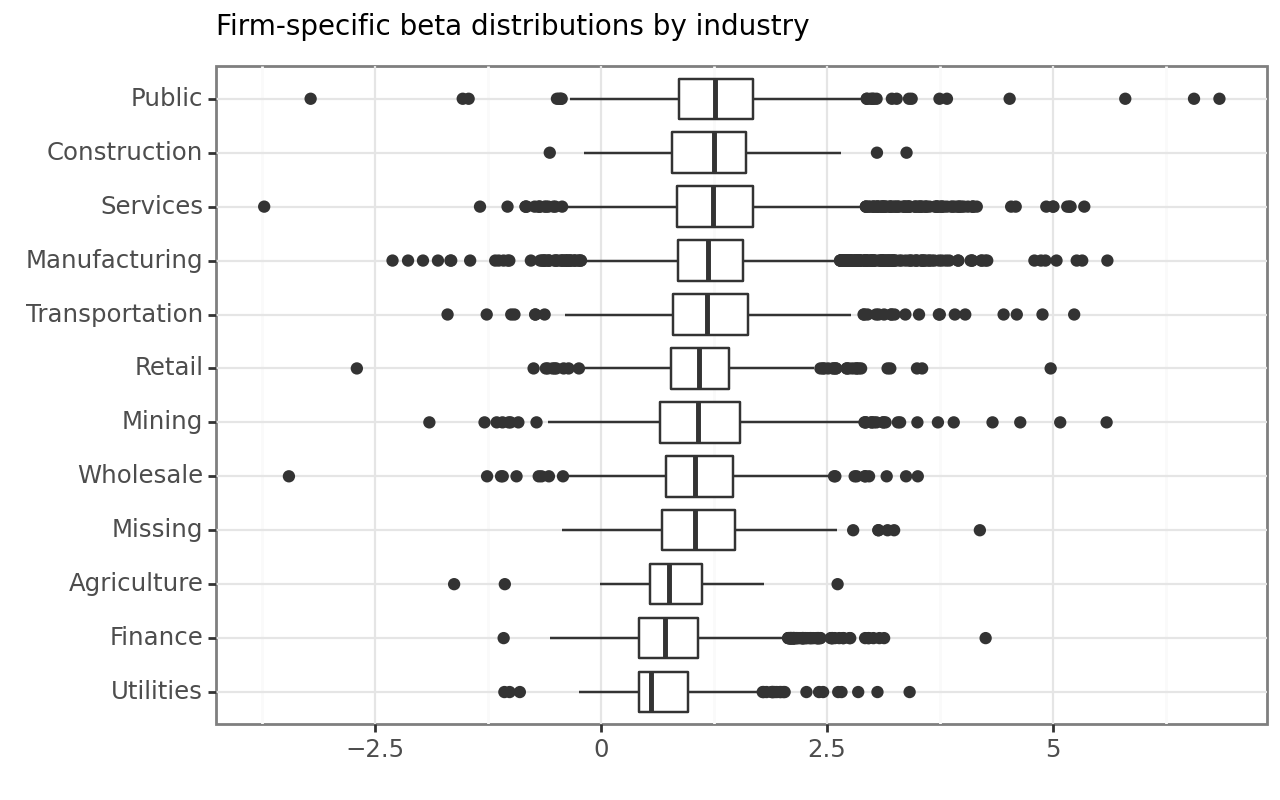 Firm-specific beta distributions by industry
Public
Construction
Services
Manufacturing
Transportation
Retail
Mining
Wholesale
Missing
Agriculture
Finance
Utilities
−2.5 0 2.5 5